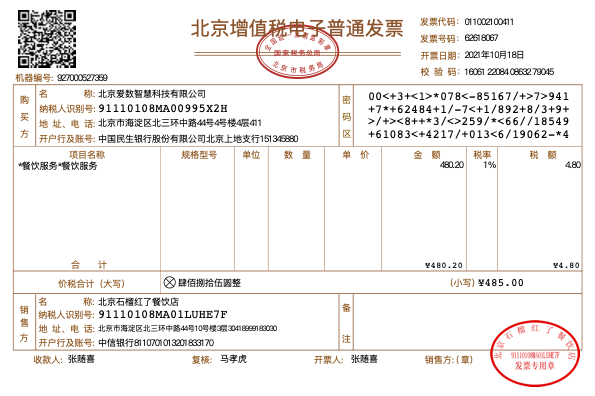 北京增值税电子普通发票
全国统一发票监制章
国家税务总局
北京市税务局
发票代码: 011002100411
发票号码: 62618067
开票日期: 2021年10月18日
校 验 码: 16061 22084 08632 79045
机器编号: 927000527359
购买方
名 称: 北京爱数智慧科技有限公司
纳税人识别号: 91110108MA00995X2H
地 址、电 话: 北京市海淀区北三环中路44号4号楼4层411
开户行及账号: 中国民生银行股份有限公司北京上地支行151345880
密码区
00<+3+<1>*078<-85167/+>7>941
+7*+62484+1/-7<+1/892+8/3+9+
>/+><8++*3/<>259/*<66//18549
+61083<+4217/+013<6/19062-*4
项目名称 规格型号 单位 数 量 单 价 金 额 税率 税 额
*餐饮服务*餐饮服务 480.20 1% 4.80
合 计 ¥480.20 ¥4.80
价税合计（大写） ⊗肆佰捌拾伍圆整 (小写) ¥485.00
销售方
名 称: 北京石榴红了餐饮店
纳税人识别号: 91110108MA01LUHE7F
地 址、电 话: 北京市海淀区北三环中路44号10号楼3层30418999183030
开户行及账号: 中信银行8110701013201833170
备注
收款人: 张随喜 复核: 马孝虎 开票人: 张随喜 销售方: (章)
北京石榴红了餐饮店
91110108MA01LUHE7F
发票专用章